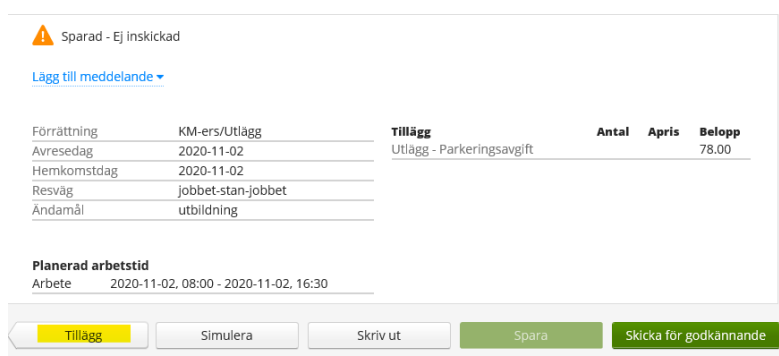 Sparad - Ej inskickad
Lägg till meddelande
Förrättning KM-ers/Utlägg
Avresedag 2020-11-02
Hemkomstdag 2020-11-02
Resväg jobbet-stan-jobbet
Ändamål utbildning
Tillägg Antal Apris Belopp
Utlägg - Parkeringsavgift 78.00
Planerad arbetstid
Arbete 2020-11-02, 08:00 - 2020-11-02, 16:30
Tillägg Simulera Skriv ut Spara Skicka för godkännande